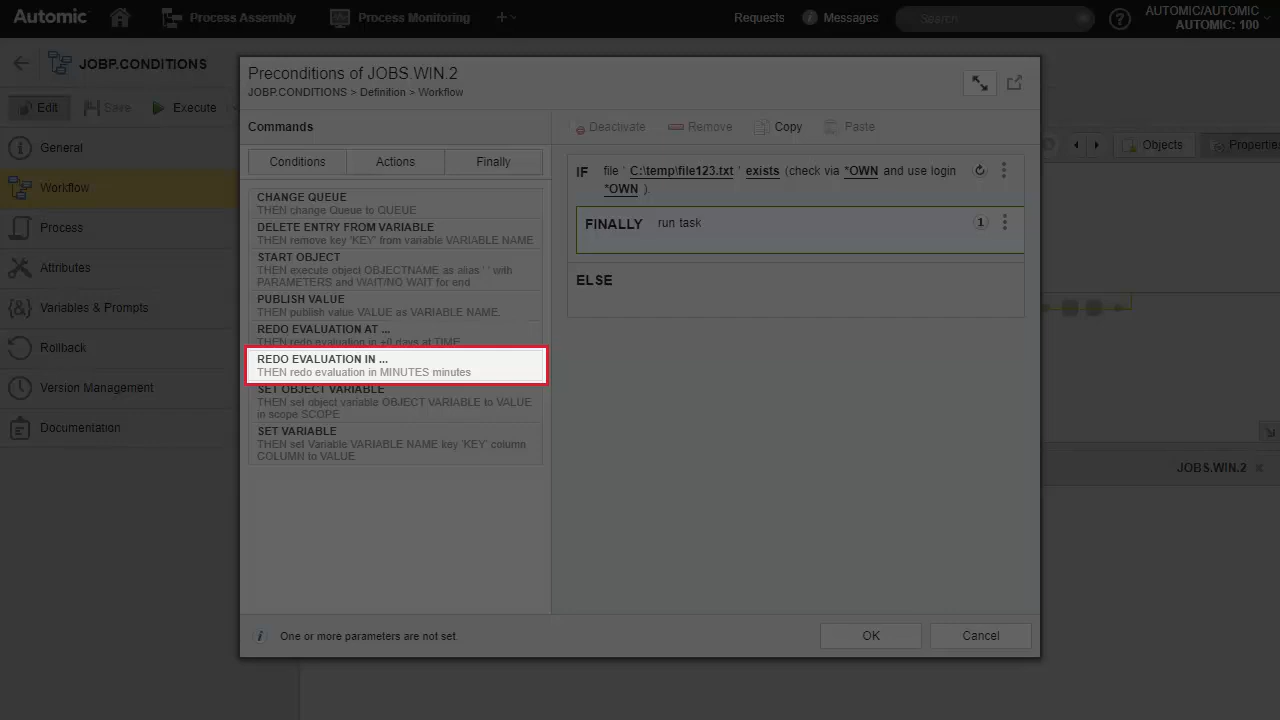 Automic
Process Assembly
Process Monitoring
Requests
Messages
Search
AUTOMIC/AUTOMIC
AUTOMIC: 100
JOBP.CONDITIONS
Edit
Save
Execute
General
Workflow
Process
Attributes
Variables & Prompts
Rollback
Version Management
Documentation
Preconditions of JOBS.WIN.2
JOBP.CONDITIONS > Definition > Workflow
Commands
Conditions
Actions
Finally
CHANGE QUEUE
THEN change Queue to QUEUE
DELETE ENTRY FROM VARIABLE
THEN remove key 'KEY' from variable VARIABLE NAME
START OBJECT
THEN execute object OBJECTNAME as alias ' ' with
PARAMETERS and WAIT/NO WAIT for end
PUBLISH VALUE
THEN publish value VALUE as VARIABLE NAME.
REDO EVALUATION AT ...
THEN redo evaluation in +0 days at TIME
REDO EVALUATION IN ...
THEN redo evaluation in MINUTES minutes
SET OBJECT VARIABLE
THEN set object variable OBJECT VARIABLE to VALUE
in scope SCOPE
SET VARIABLE
THEN set Variable VARIABLE NAME key 'KEY' column
COLUMN to VALUE
Deactivate
Remove
Copy
Paste
IF file ' C:\temp\file123.txt ' exists (check via *OWN and use login
*OWN ).
FINALLY run task 1
ELSE
One or more parameters are not set.
OK
Cancel
Objects
Properties
JOBS.WIN.2